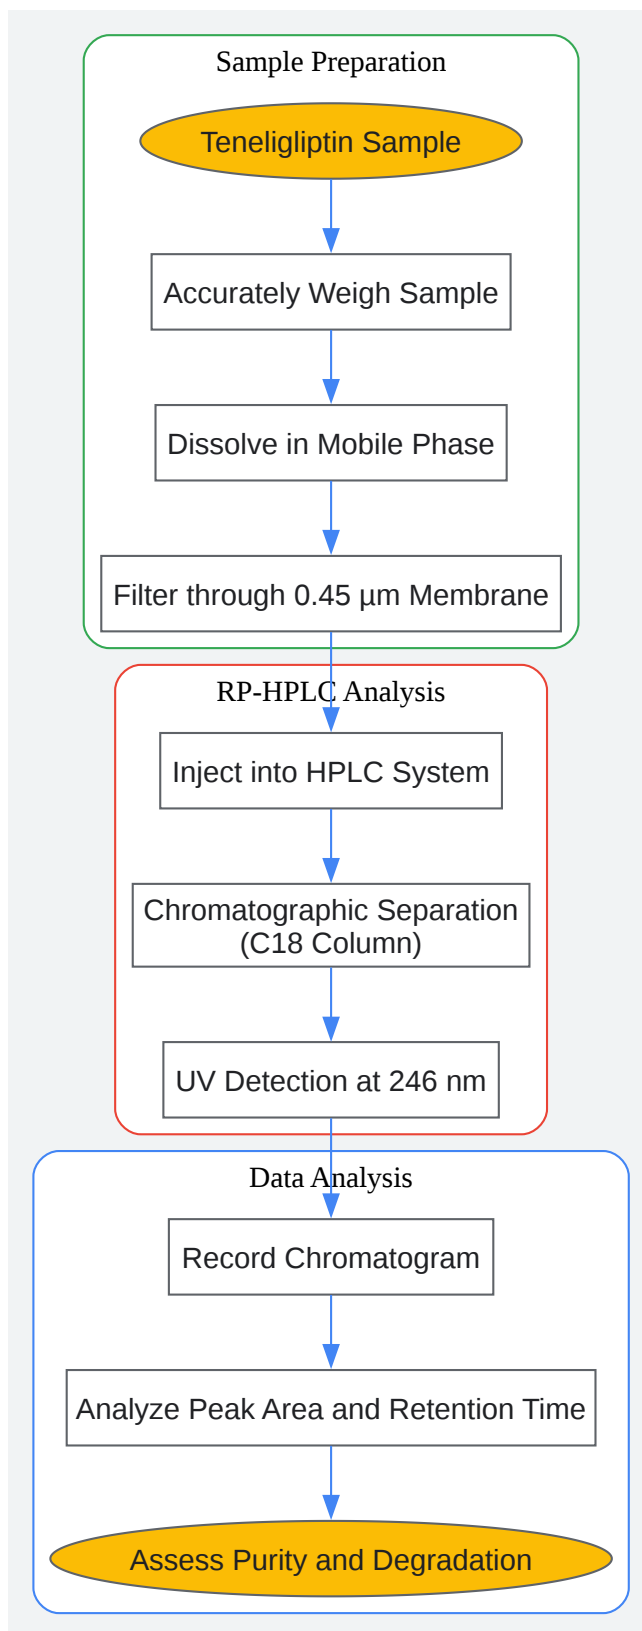 Sample Preparation
Teneligliptin Sample
Accurately Weigh Sample
Dissolve in Mobile Phase
Filter through 0.45 µm Membrane
RP-HPLC Analysis
Inject into HPLC System
Chromatographic Separation
(C18 Column)
UV Detection at 246 nm
Data Analysis
Record Chromatogram
Analyze Peak Area and Retention Time
Assess Purity and Degradation